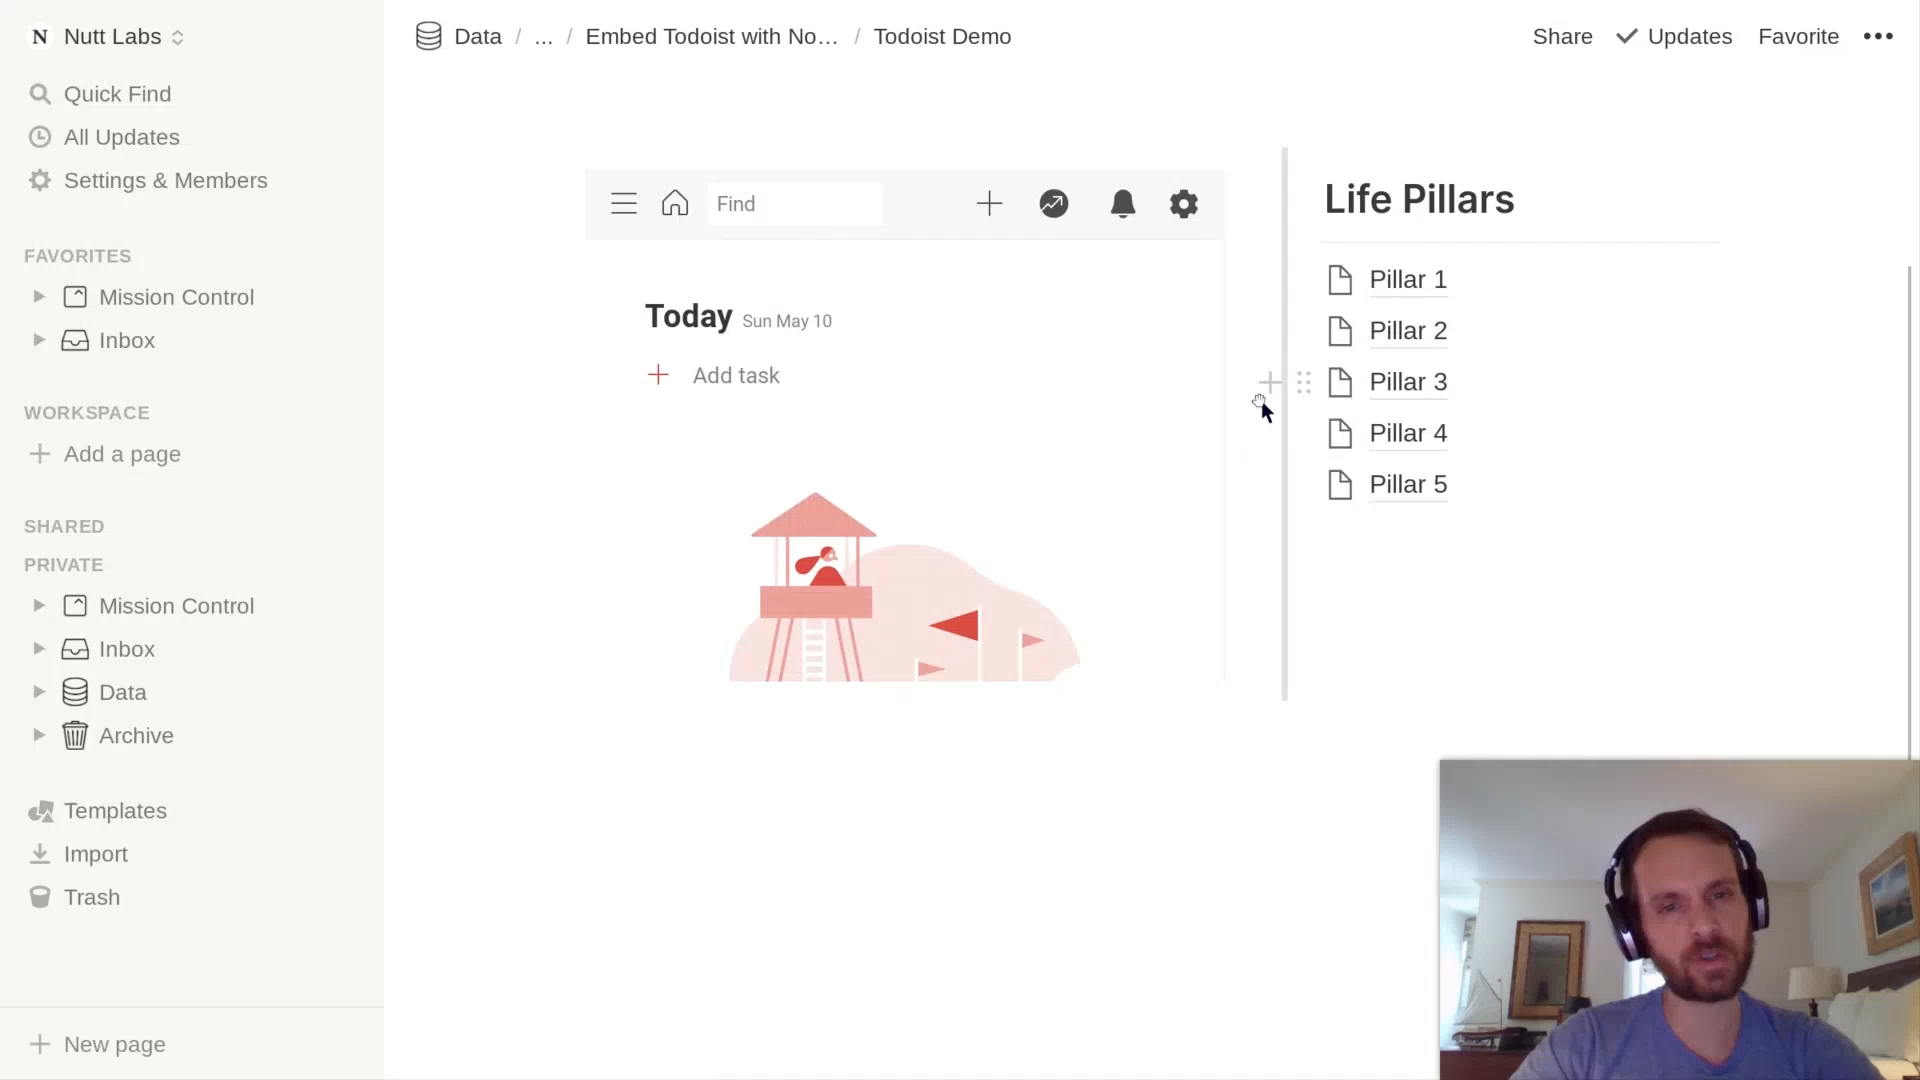 N Nutt Labs
Quick Find
All Updates
Settings & Members
FAVORITES
Mission Control
Inbox
WORKSPACE
Add a page
SHARED
PRIVATE
Mission Control
Inbox
Data
Archive
Templates
Import
Trash
New page
Data / ... / Embed Todoist with No... / Todoist Demo
Share Updates Favorite
Find
Today Sun May 10
Add task
Life Pillars
Pillar 1
Pillar 2
Pillar 3
Pillar 4
Pillar 5